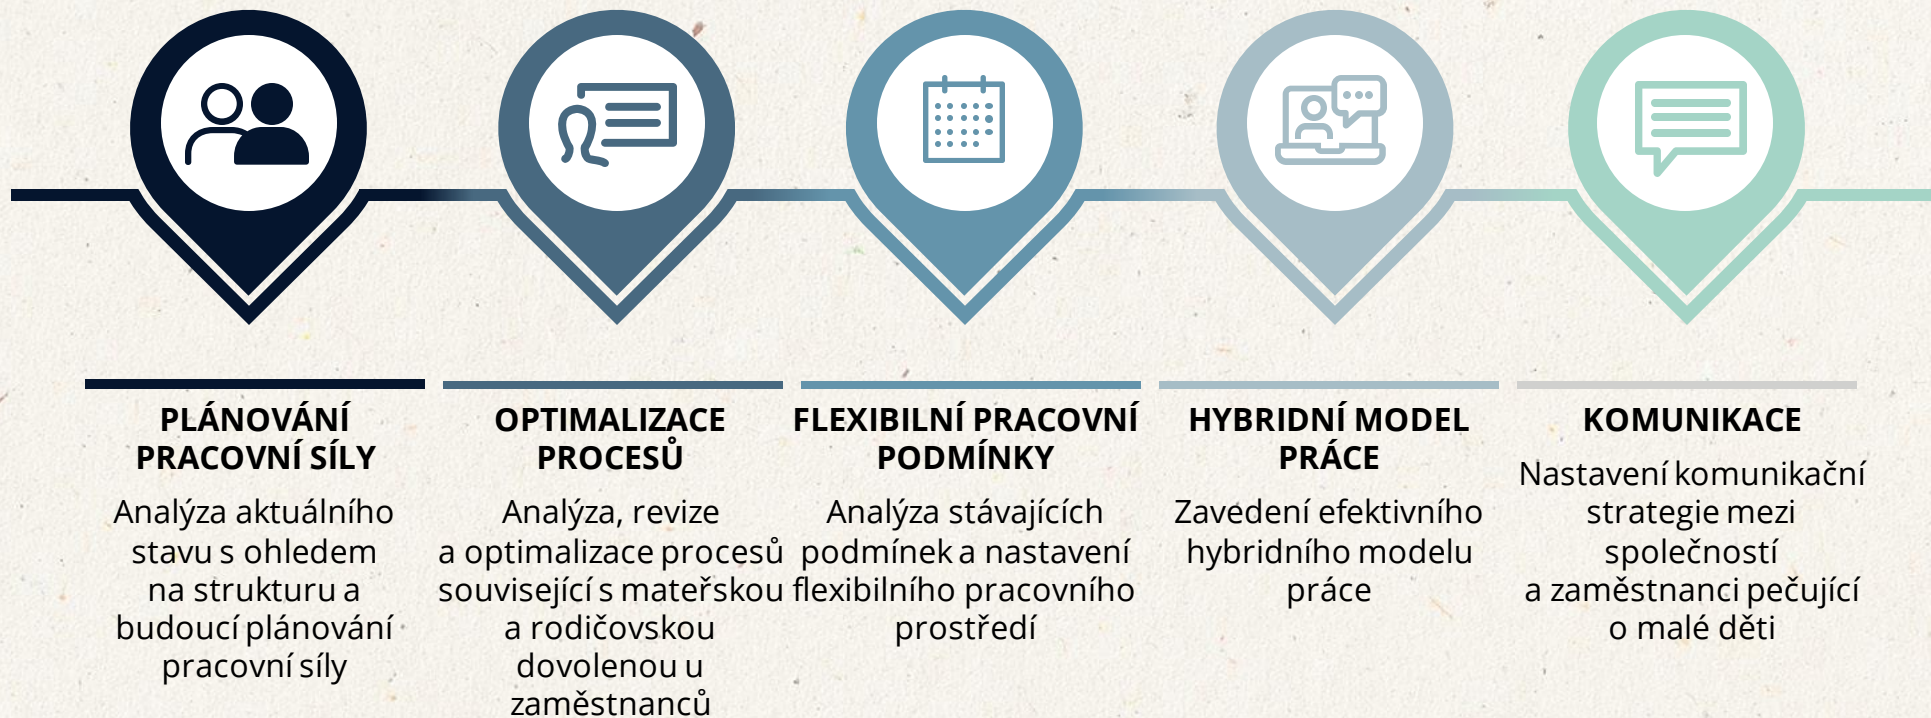 PLÁNOVÁNÍ
PRACOVNÍ SÍLY
Analýza aktuálního
stavu s ohledem
na strukturu a
budoucí plánování
pracovní síly
OPTIMALIZACE
PROCESŮ
Analýza, revize
a optimalizace procesů
související s mateřskou
a rodičovskou
dovolenou u
zaměstnanců
FLEXIBILNÍ PRACOVNÍ
PODMÍNKY
Analýza stávajících
podmínek a nastavení
flexibilního pracovního
prostředí
HYBRIDNÍ MODEL
PRÁCE
Zavedení efektivního
hybridního modelu
práce
KOMUNIKACE
Nastavení komunikační
strategie mezi
společností
a zaměstnanci pečující
o malé děti